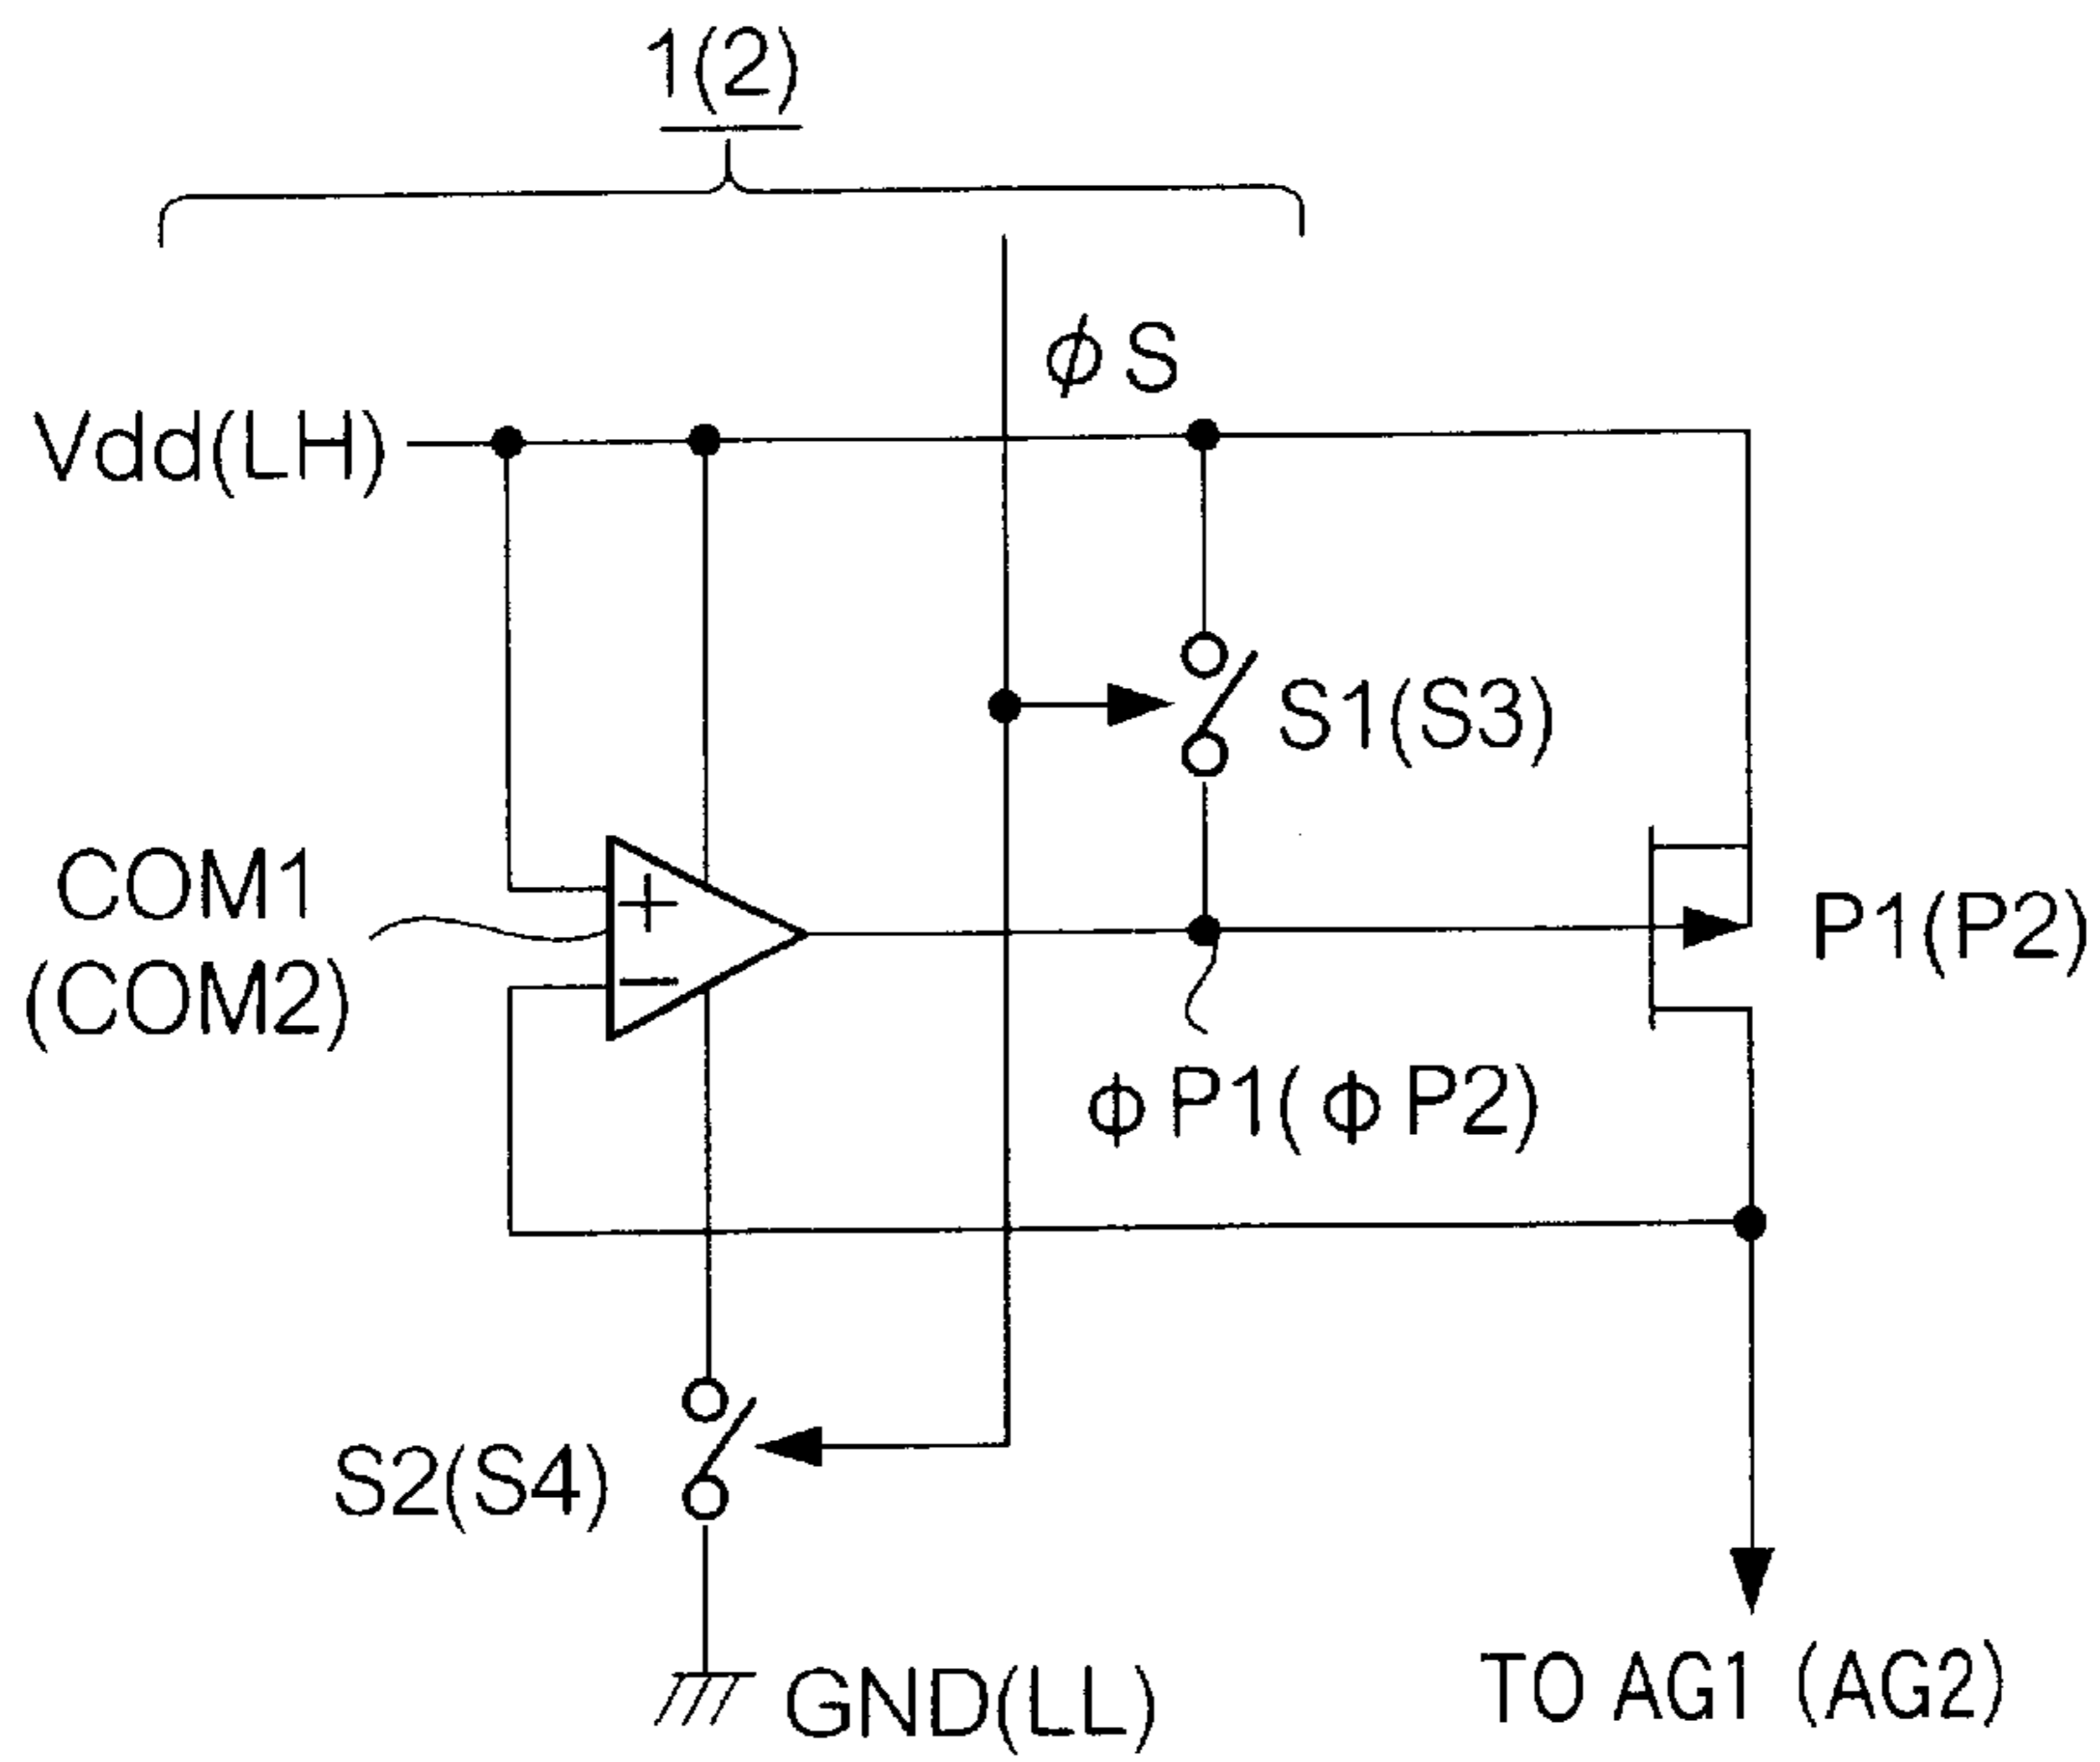 1(2)
ϕS
Vdd(LH)
S1(S3)
COM1
(COM2)
+
−
P1(P2)
ΦP1(ΦP2)
S2(S4)
GND(LL)
TO AG1 (AG2)